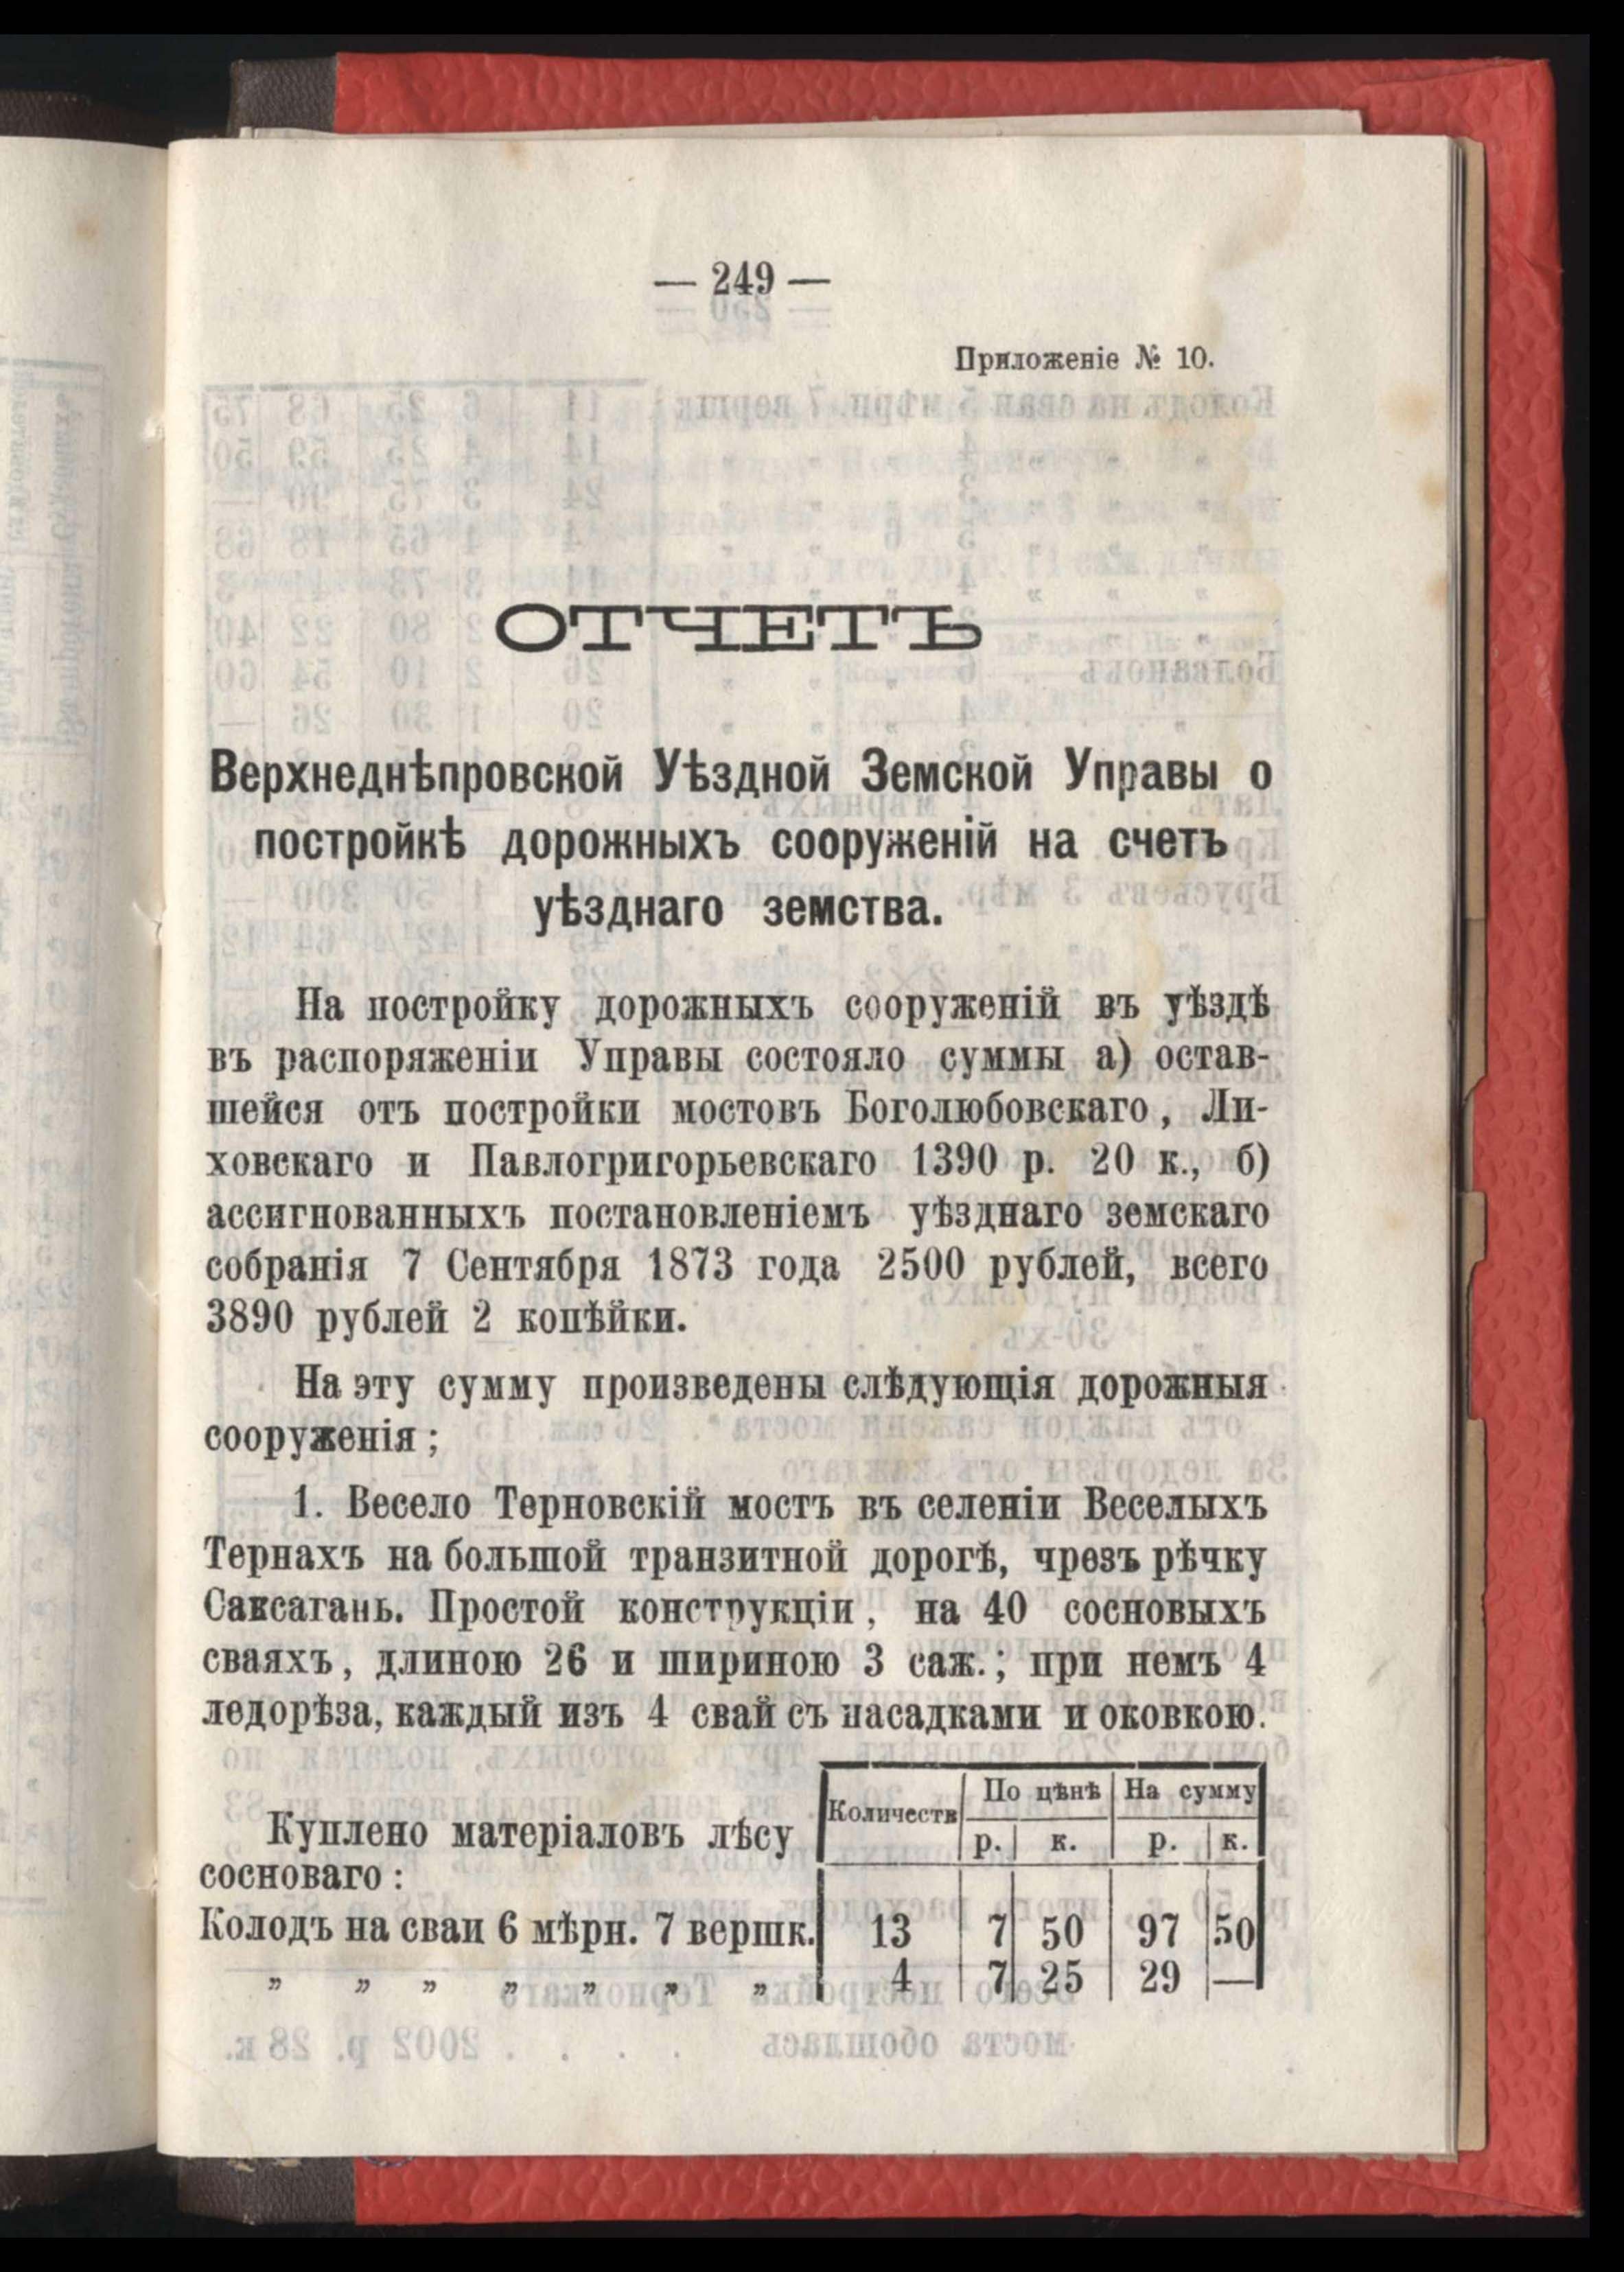 — 249 —
Приложеніе № 10.
ОТЧЕТЪ
Верхнеднѣпровской Уѣздной Земской Управы о
постройкѣ дорожныхъ сооруженій на счетъ
уѣзднаго земства.
На постройку дорожныхъ сооруженій въ уѣздѣ
въ распоряженіи Управы состояло суммы а) остав-
шейся отъ постройки мостовъ Боголюбовскаго, Ли-
ховскаго и Павлогригорьевскаго 1390 р. 20 к., б)
ассигнованныхъ постановленіемъ уѣзднаго земскаго
собранія 7 Сентября 1873 года 2500 рублей, всего
3890 рублей 2 копѣйки.
На эту сумму произведены слѣдующія дорожныя
сооруженія;
1. Весело Терновскій мостъ въ селеніи Веселыхъ
Тернахъ на большой транзитной дорогѣ, чрезъ рѣчку
Саксагань. Простой конструкціи, на 40 сосновыхъ
сваяхъ, длиною 26 и шириною 3 саж.; при немъ 4
ледорѣза, каждый изъ 4 свай съ насадками и оковкою.
Количеств По цѣнѣ На сумму
р. к. р. к.
Куплено матеріаловъ лѣсу
сосноваго:
Колодъ на сваи 6 мѣрн. 7 вершк. 13 7 50 97 50
„ „ „ „ „ „ „ 4 7 25 29 —